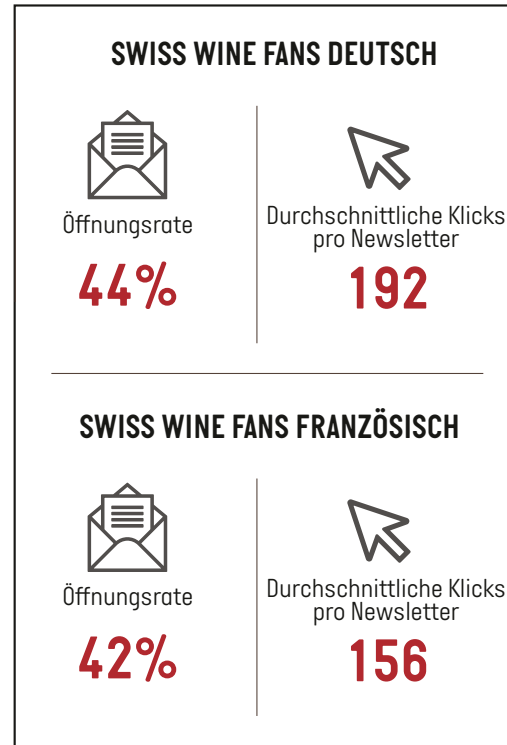 SWISS WINE FANS DEUTSCH
Öffnungsrate
44%
Durchschnittliche Klicks
pro Newsletter
192
SWISS WINE FANS FRANZÖSISCH
Öffnungsrate
42%
Durchschnittliche Klicks
pro Newsletter
156